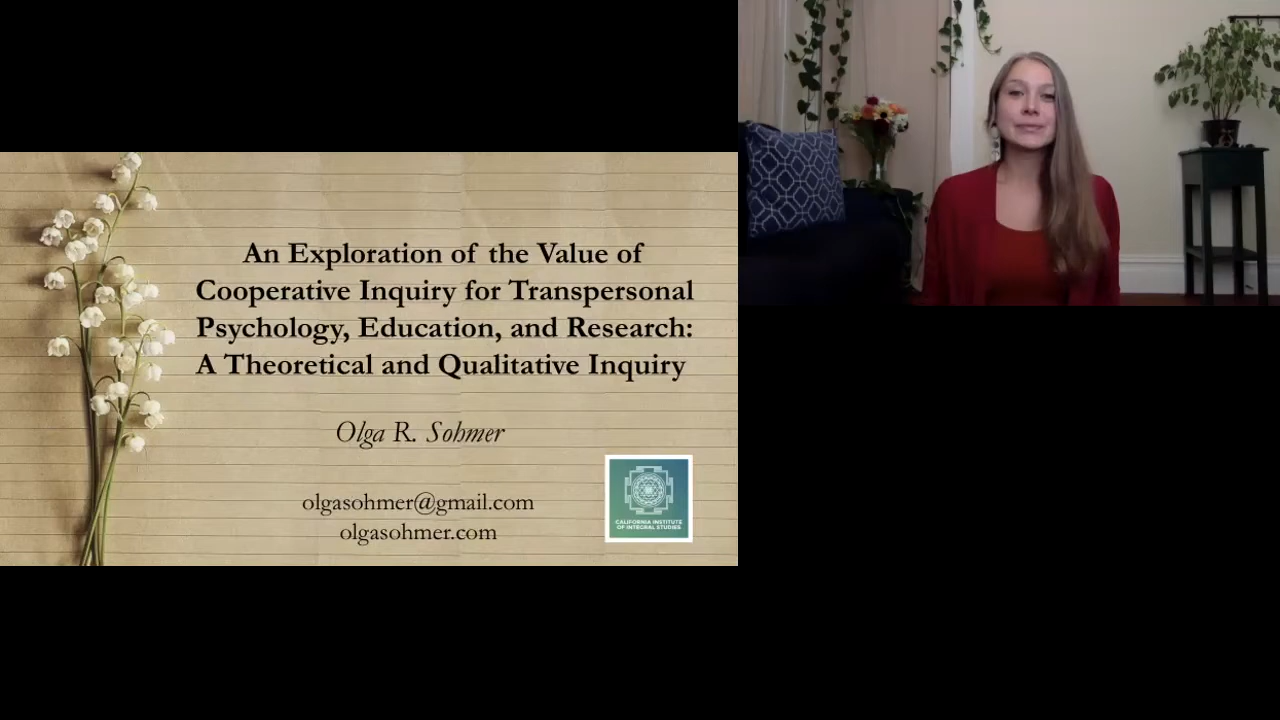 An Exploration of the Value of
Cooperative Inquiry for Transpersonal
Psychology, Education, and Research:
A Theoretical and Qualitative Inquiry
Olga R. Sohmer
olgasohmer@gmail.com
olgasohmer.com
CALIFORNIA INSTITUTE
OF INTEGRAL STUDIES